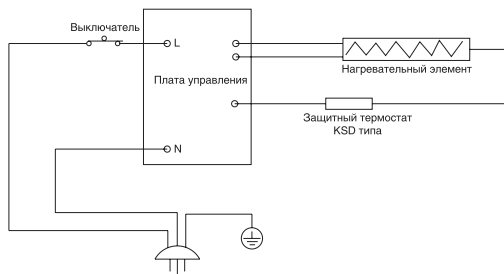 Выключатель
L
Плата управления
Нагревательный элемент
Защитный термостат
KSD типа
N